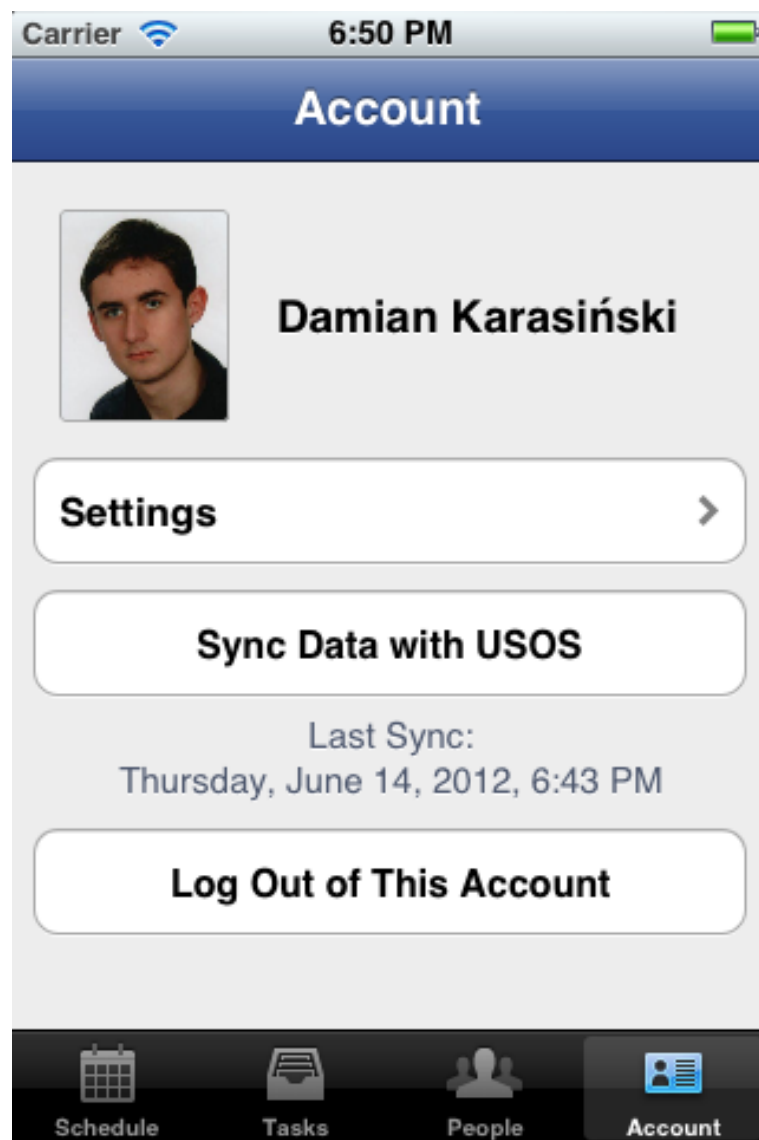 Carrier 6:50 PM
Account
Damian Karasiński
Settings
Sync Data with USOS
Last Sync:
Thursday, June 14, 2012, 6:43 PM
Log Out of This Account
Schedule Tasks People Account